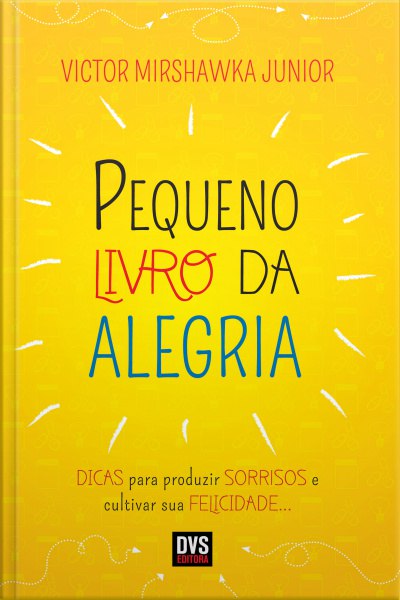 VICTOR MIRSHAWKA JUNIOR
PEQUENO
LIVRO DA
ALEGRIA
DICAS para produzir SORRISOS e
cultivar sua FELICIDADE...
DVS
EDITORA